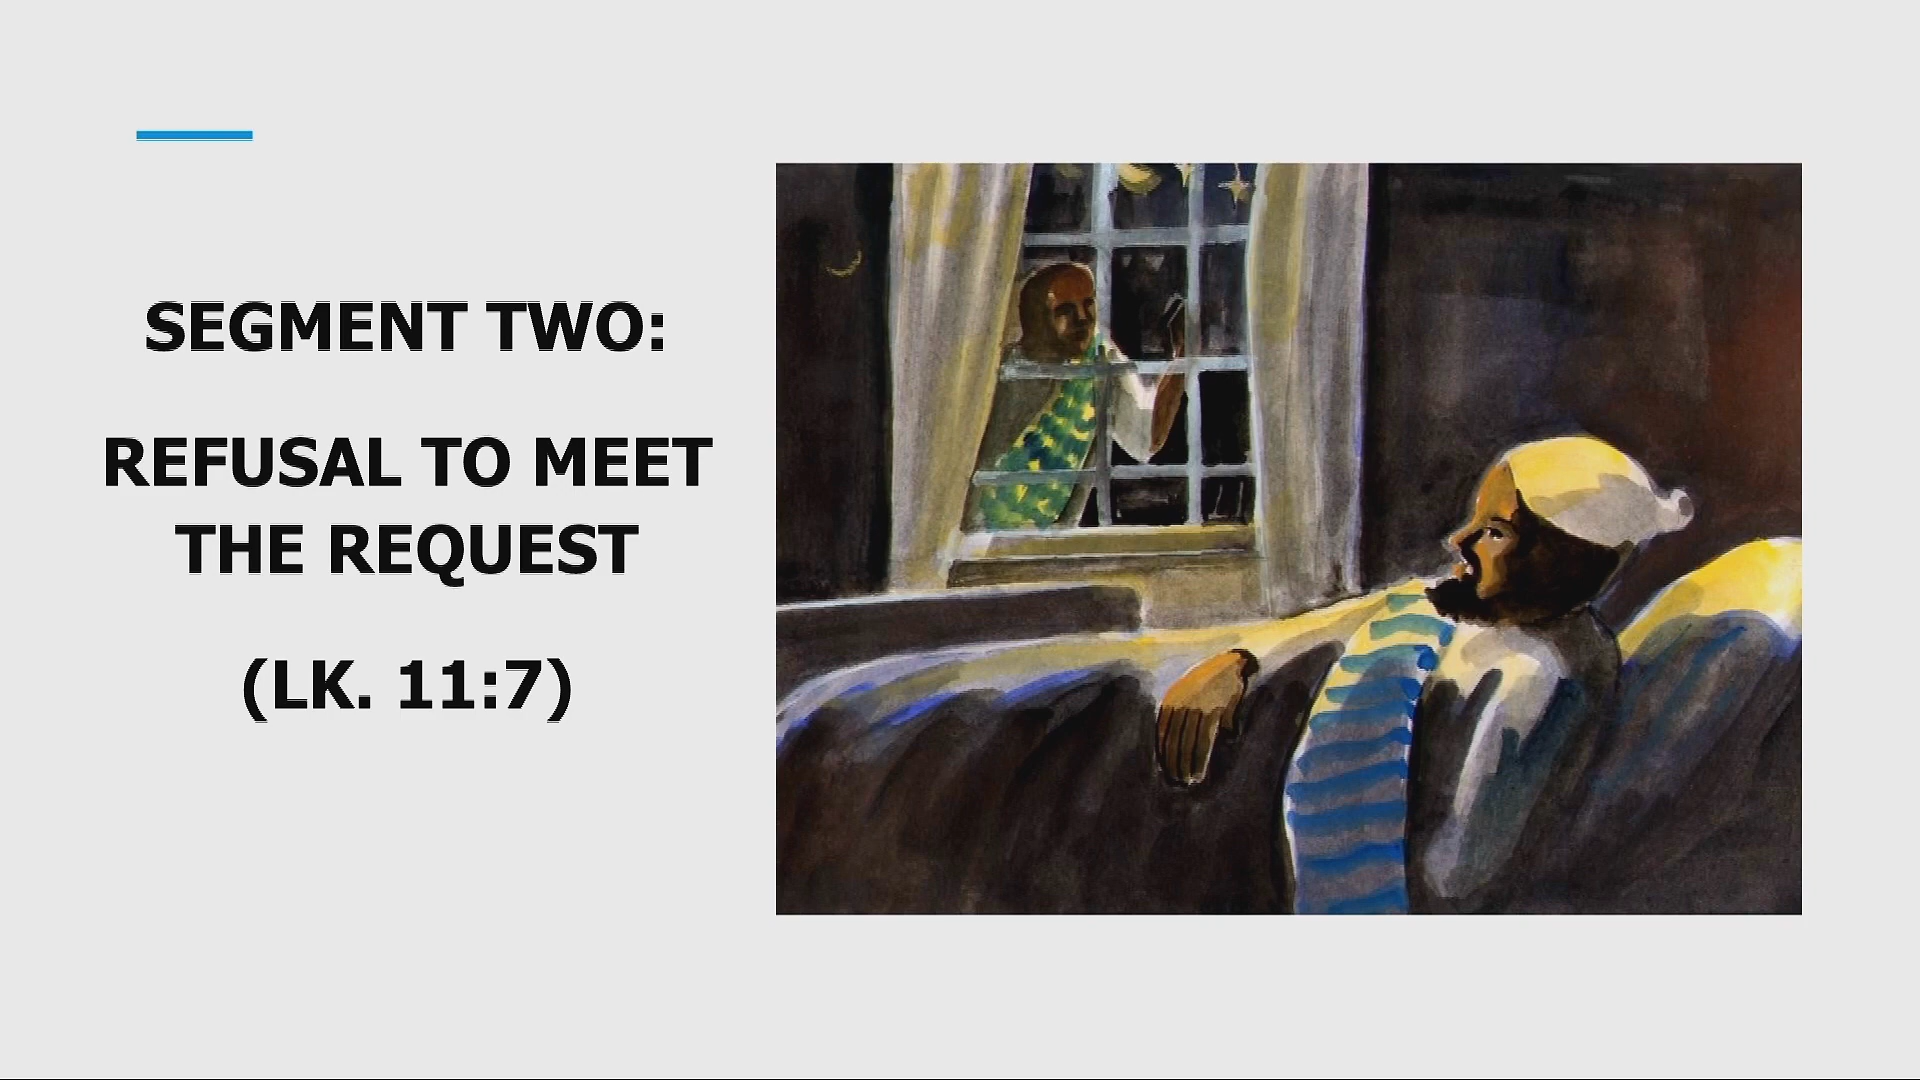 SEGMENT TWO:
REFUSAL TO MEET
THE REQUEST
(LK. 11:7)